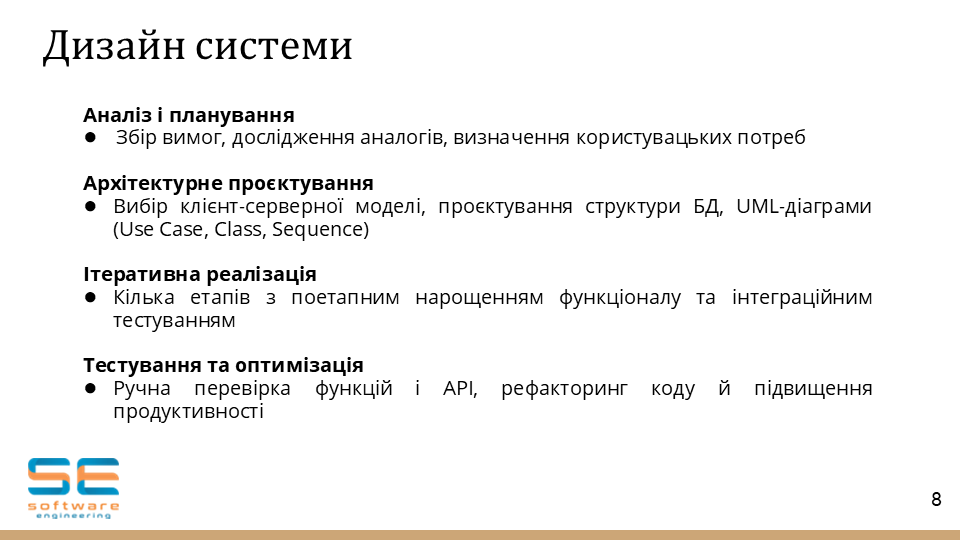 Дизайн системи
Аналіз і планування
● Збір вимог, дослідження аналогів, визначення користувацьких потреб
Архітектурне проєктування
● Вибір клієнт-серверної моделі, проєктування структури БД, UML-діаграми
(Use Case, Class, Sequence)
Ітеративна реалізація
● Кілька етапів з поетапним нарощенням функціоналу та інтеграційним
тестуванням
Тестування та оптимізація
● Ручна перевірка функцій і API, рефакторинг коду й підвищення
продуктивності
SE
software
engineering
8